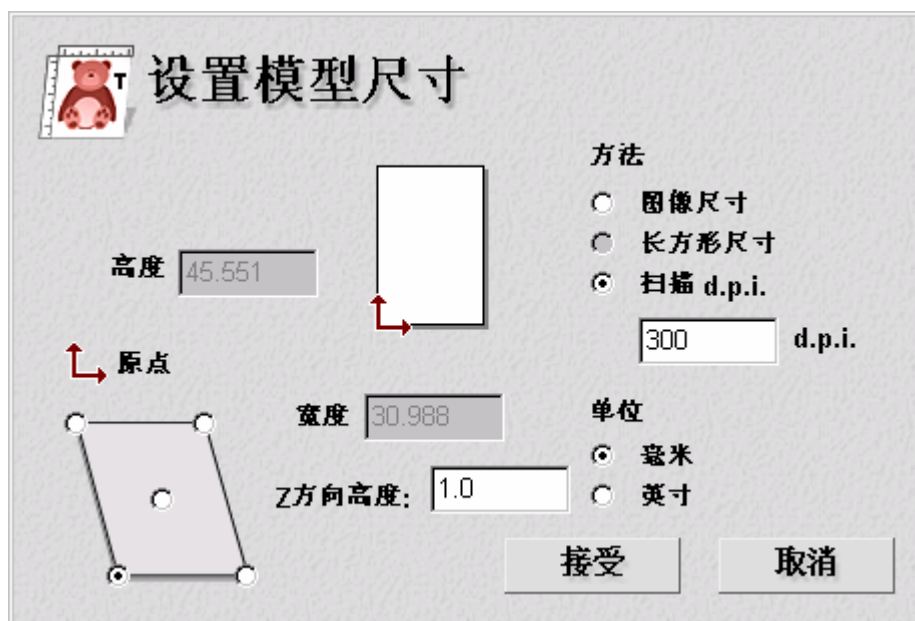 设置模型尺寸
T
方法
图像尺寸
长方形尺寸
扫描 d.p.i.
300 d.p.i.
高度 45.551
原点
宽度 30.988
Z方向高度: 1.0
单位
毫米
英寸
接受 取消